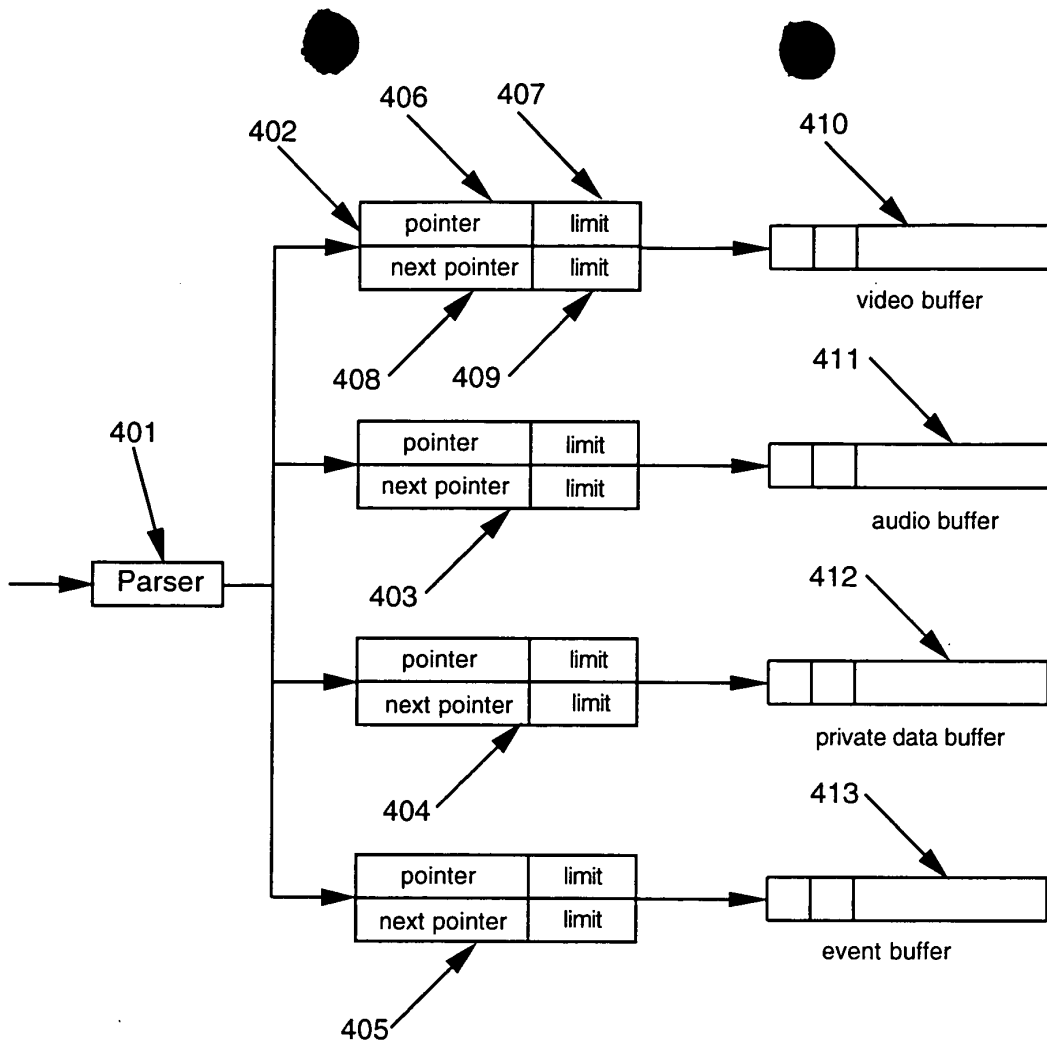 406 407
402 410
pointer limit
next pointer limit
video buffer
408 409
411
401
pointer limit
next pointer limit
audio buffer
Parser
403
412
pointer limit
next pointer limit
private data buffer
404
413
pointer limit
next pointer limit
event buffer
405